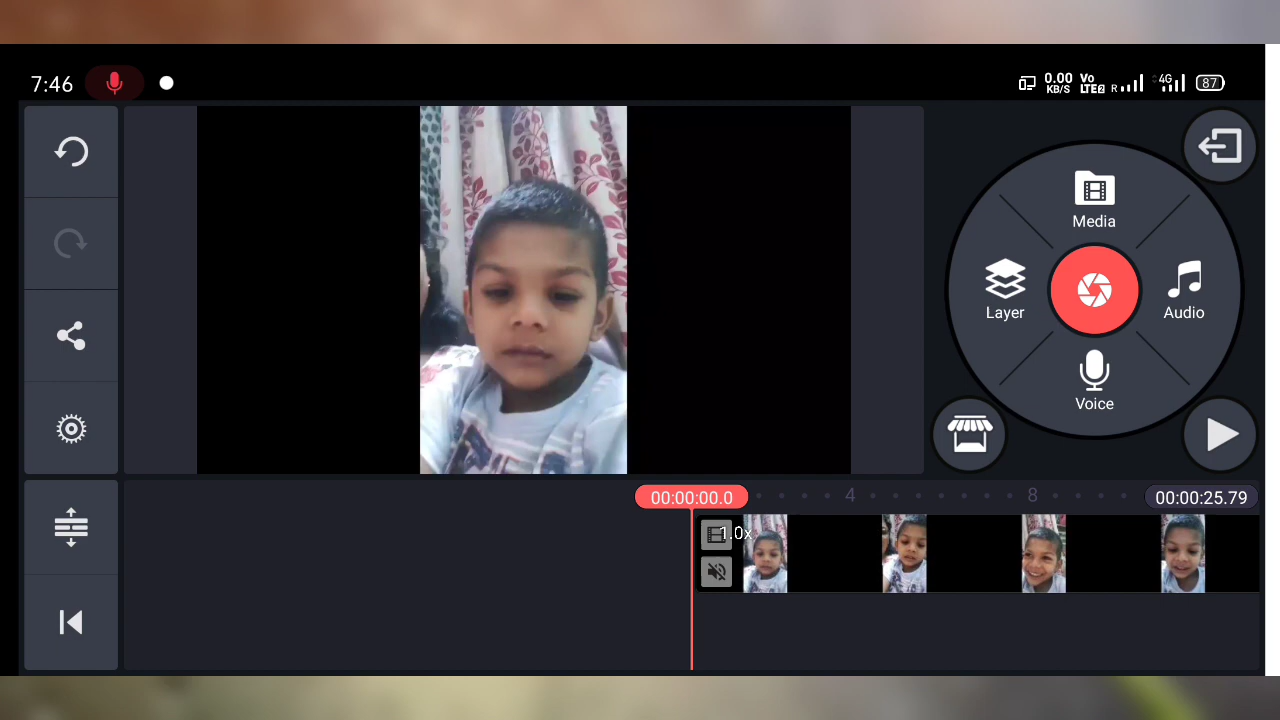 7:46
0.00 KB/S Vo LTE2 R 4G 87
Media
Layer
Audio
Voice
00:00:00.0
4
8
00:00:25.79
1.0x